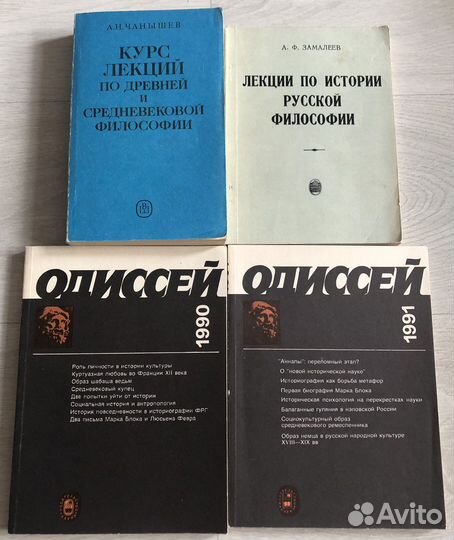 А.Н.ЧАНЫШЕВ
КУРС
ЛЕКЦИЙ
ПО ДРЕВНЕЙ
И
СРЕДНЕВЕКОВОЙ
ФИЛОСОФИИ
А. Ф. ЗАМАЛЕЕВ
ЛЕКЦИИ ПО ИСТОРИИ
РУССКОЙ
ФИЛОСОФИИ
ОДИССЕЙ
1990
Роль личности в истории культуры
Куртуазная любовь во Франции XII века
Образ шабаша ведьм
Средневековый купец
Две попытки уйти от истории
Социальная история и антропология
История повседневности в историографии ФРГ
Два письма Марка Блока и Люсьена Февра
ОДИССЕЙ
1991
"Анналы": переломный этап?
О "новой исторической науке"
Историография как борьба метафор
Первая биография Марка Блока
Историческая психология на перекрестках науки
Балаганные гуляния в нэповской России
Социокультурный образ
средневекового ремесленника
Образ немца в русской народной культуре
XVIII—XIX вв
Avito